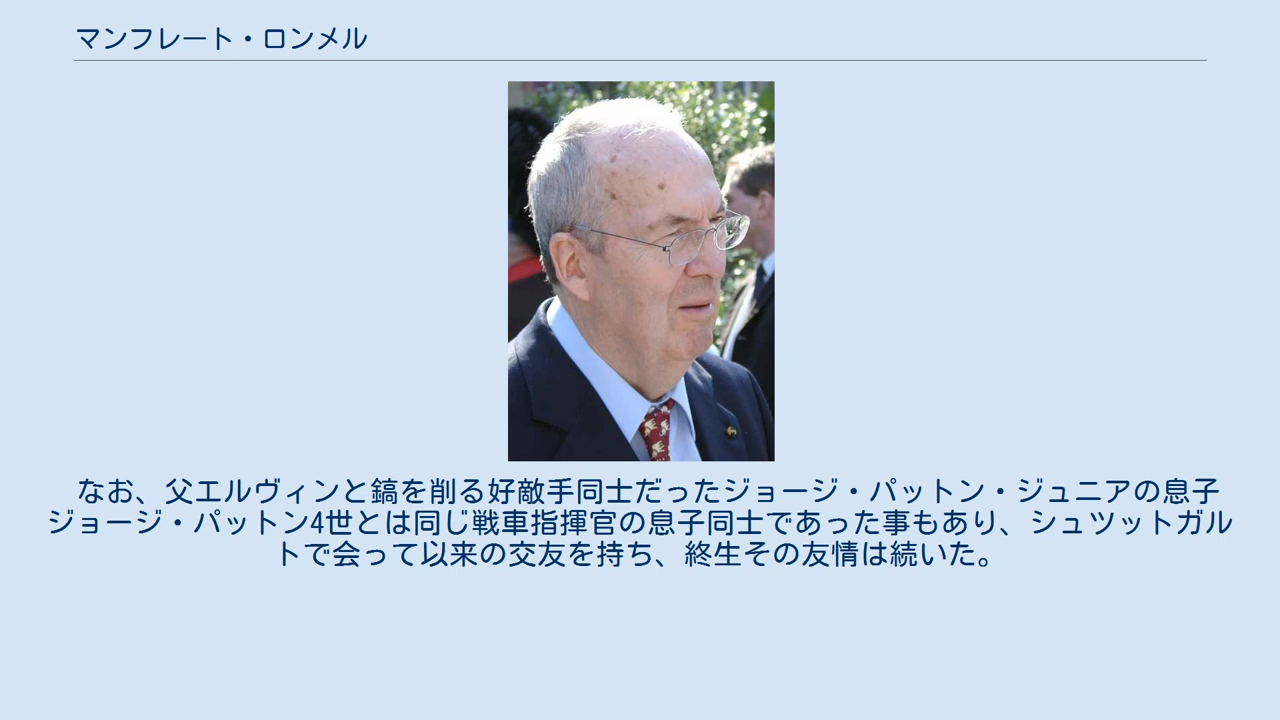 マンフレート・ロンメル
なお、父エルヴィンと鎬を削る好敵手同士だったジョージ・パットン・ジュニアの息子
ジョージ・パットン4世とは同じ戦車指揮官の息子同士であった事もあり、シュツットガル
トで会って以来の交友を持ち、終生その友情は続いた。